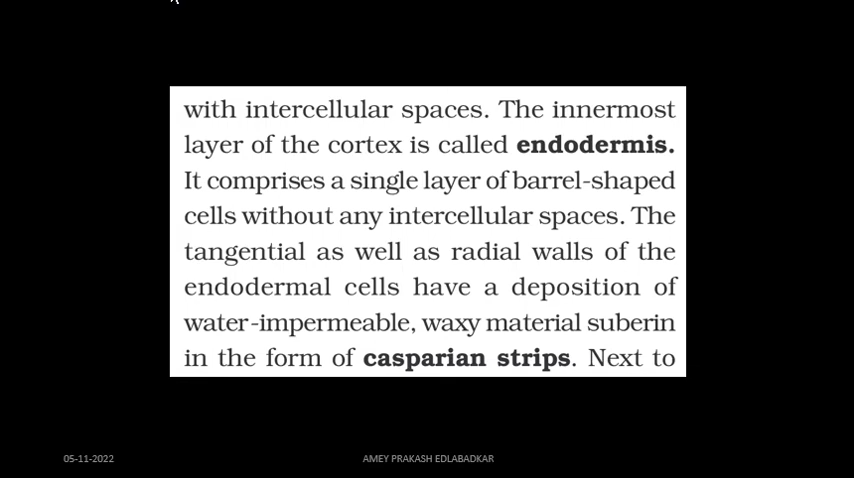 with intercellular spaces. The innermost
layer of the cortex is called endodermis.
It comprises a single layer of barrel-shaped
cells without any intercellular spaces. The
tangential as well as radial walls of the
endodermal cells have a deposition of
water-impermeable, waxy material suberin
in the form of casparian strips. Next to
05-11-2022
AMEY PRAKASH EDLABADKAR